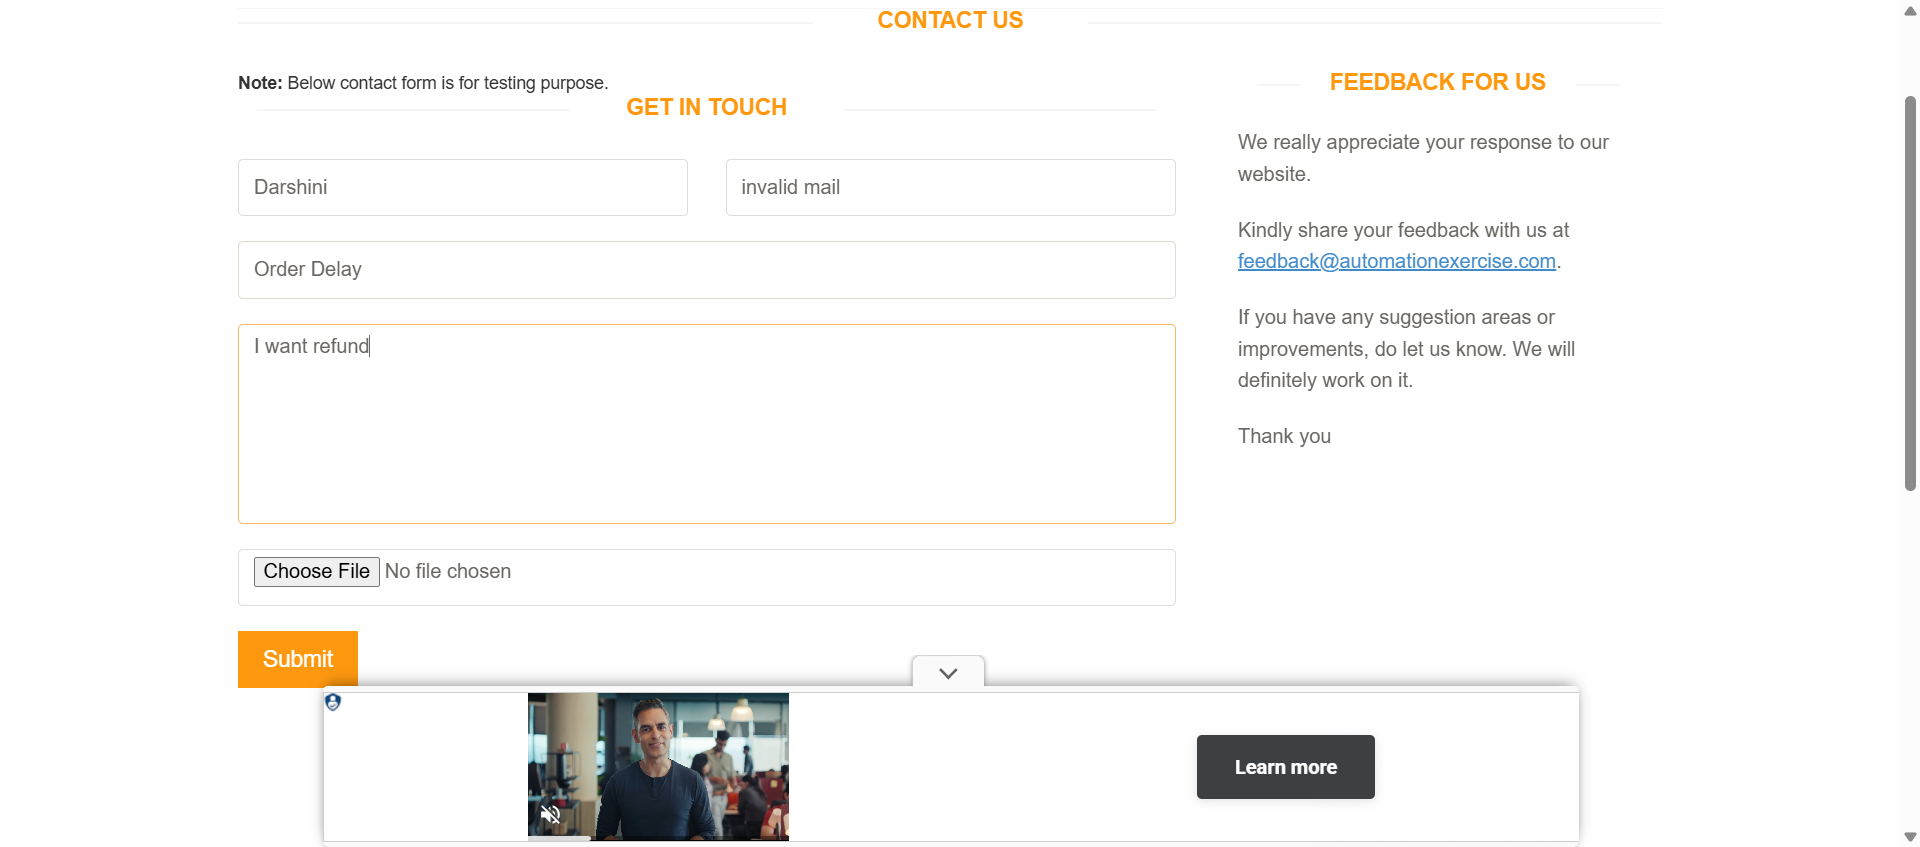 CONTACT US
Note: Below contact form is for testing purpose.
GET IN TOUCH
Darshini
invalid mail
Order Delay
I want refund
Choose File No file chosen
Submit
FEEDBACK FOR US
We really appreciate your response to our
website.
Kindly share your feedback with us at
feedback@automationexercise.com.
If you have any suggestion areas or
improvements, do let us know. We will
definitely work on it.
Thank you
Learn more